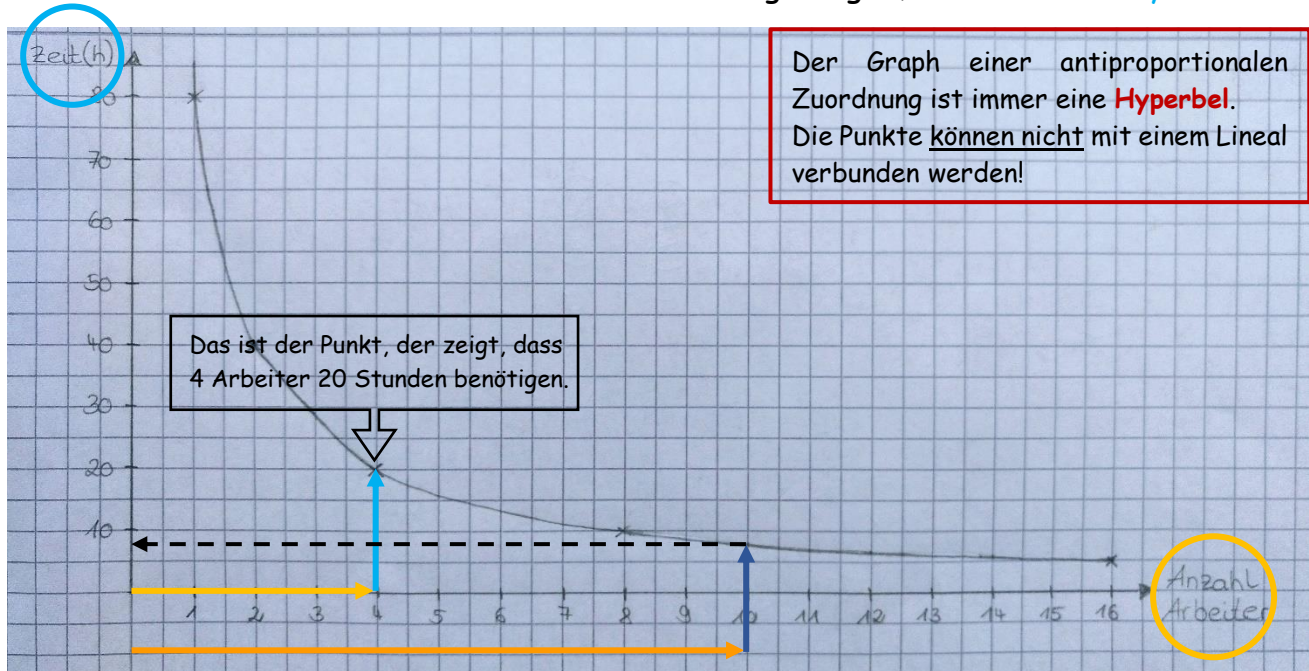 Zeit(h)
80
70
60
50
40
30
20
10
Der Graph einer antiproportionalen
Zuordnung ist immer eine Hyperbel.
Die Punkte können nicht mit einem Lineal
verbunden werden!
Das ist der Punkt, der zeigt, dass
4 Arbeiter 20 Stunden benötigen.
1 2 3 4 5 6 7 8 9 10 11 12 13 14 15 16
Anzahl
Arbeiter